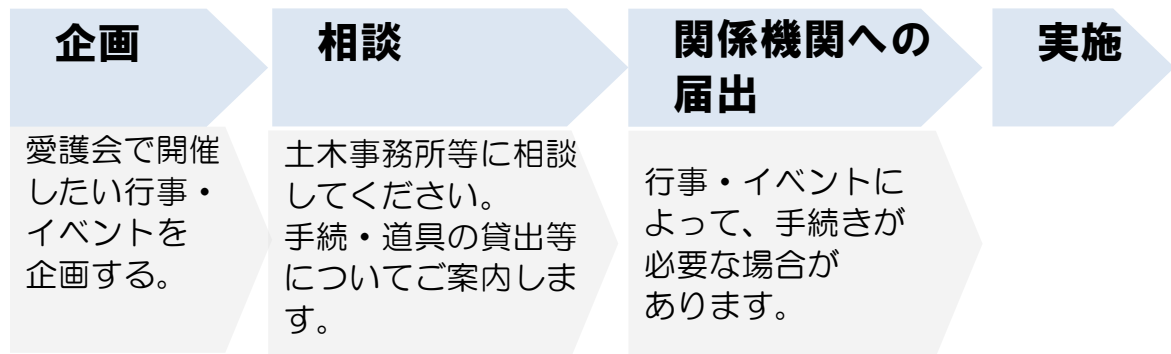 企画
愛護会で開催
したい行事・
イベントを
企画する。
相談
土木事務所等に相談
してください。
手続・道具の貸出等
についてご案内しま
す。
関係機関への
届出
行事・イベントに
よって、手続きが
必要な場合が
あります。
実施